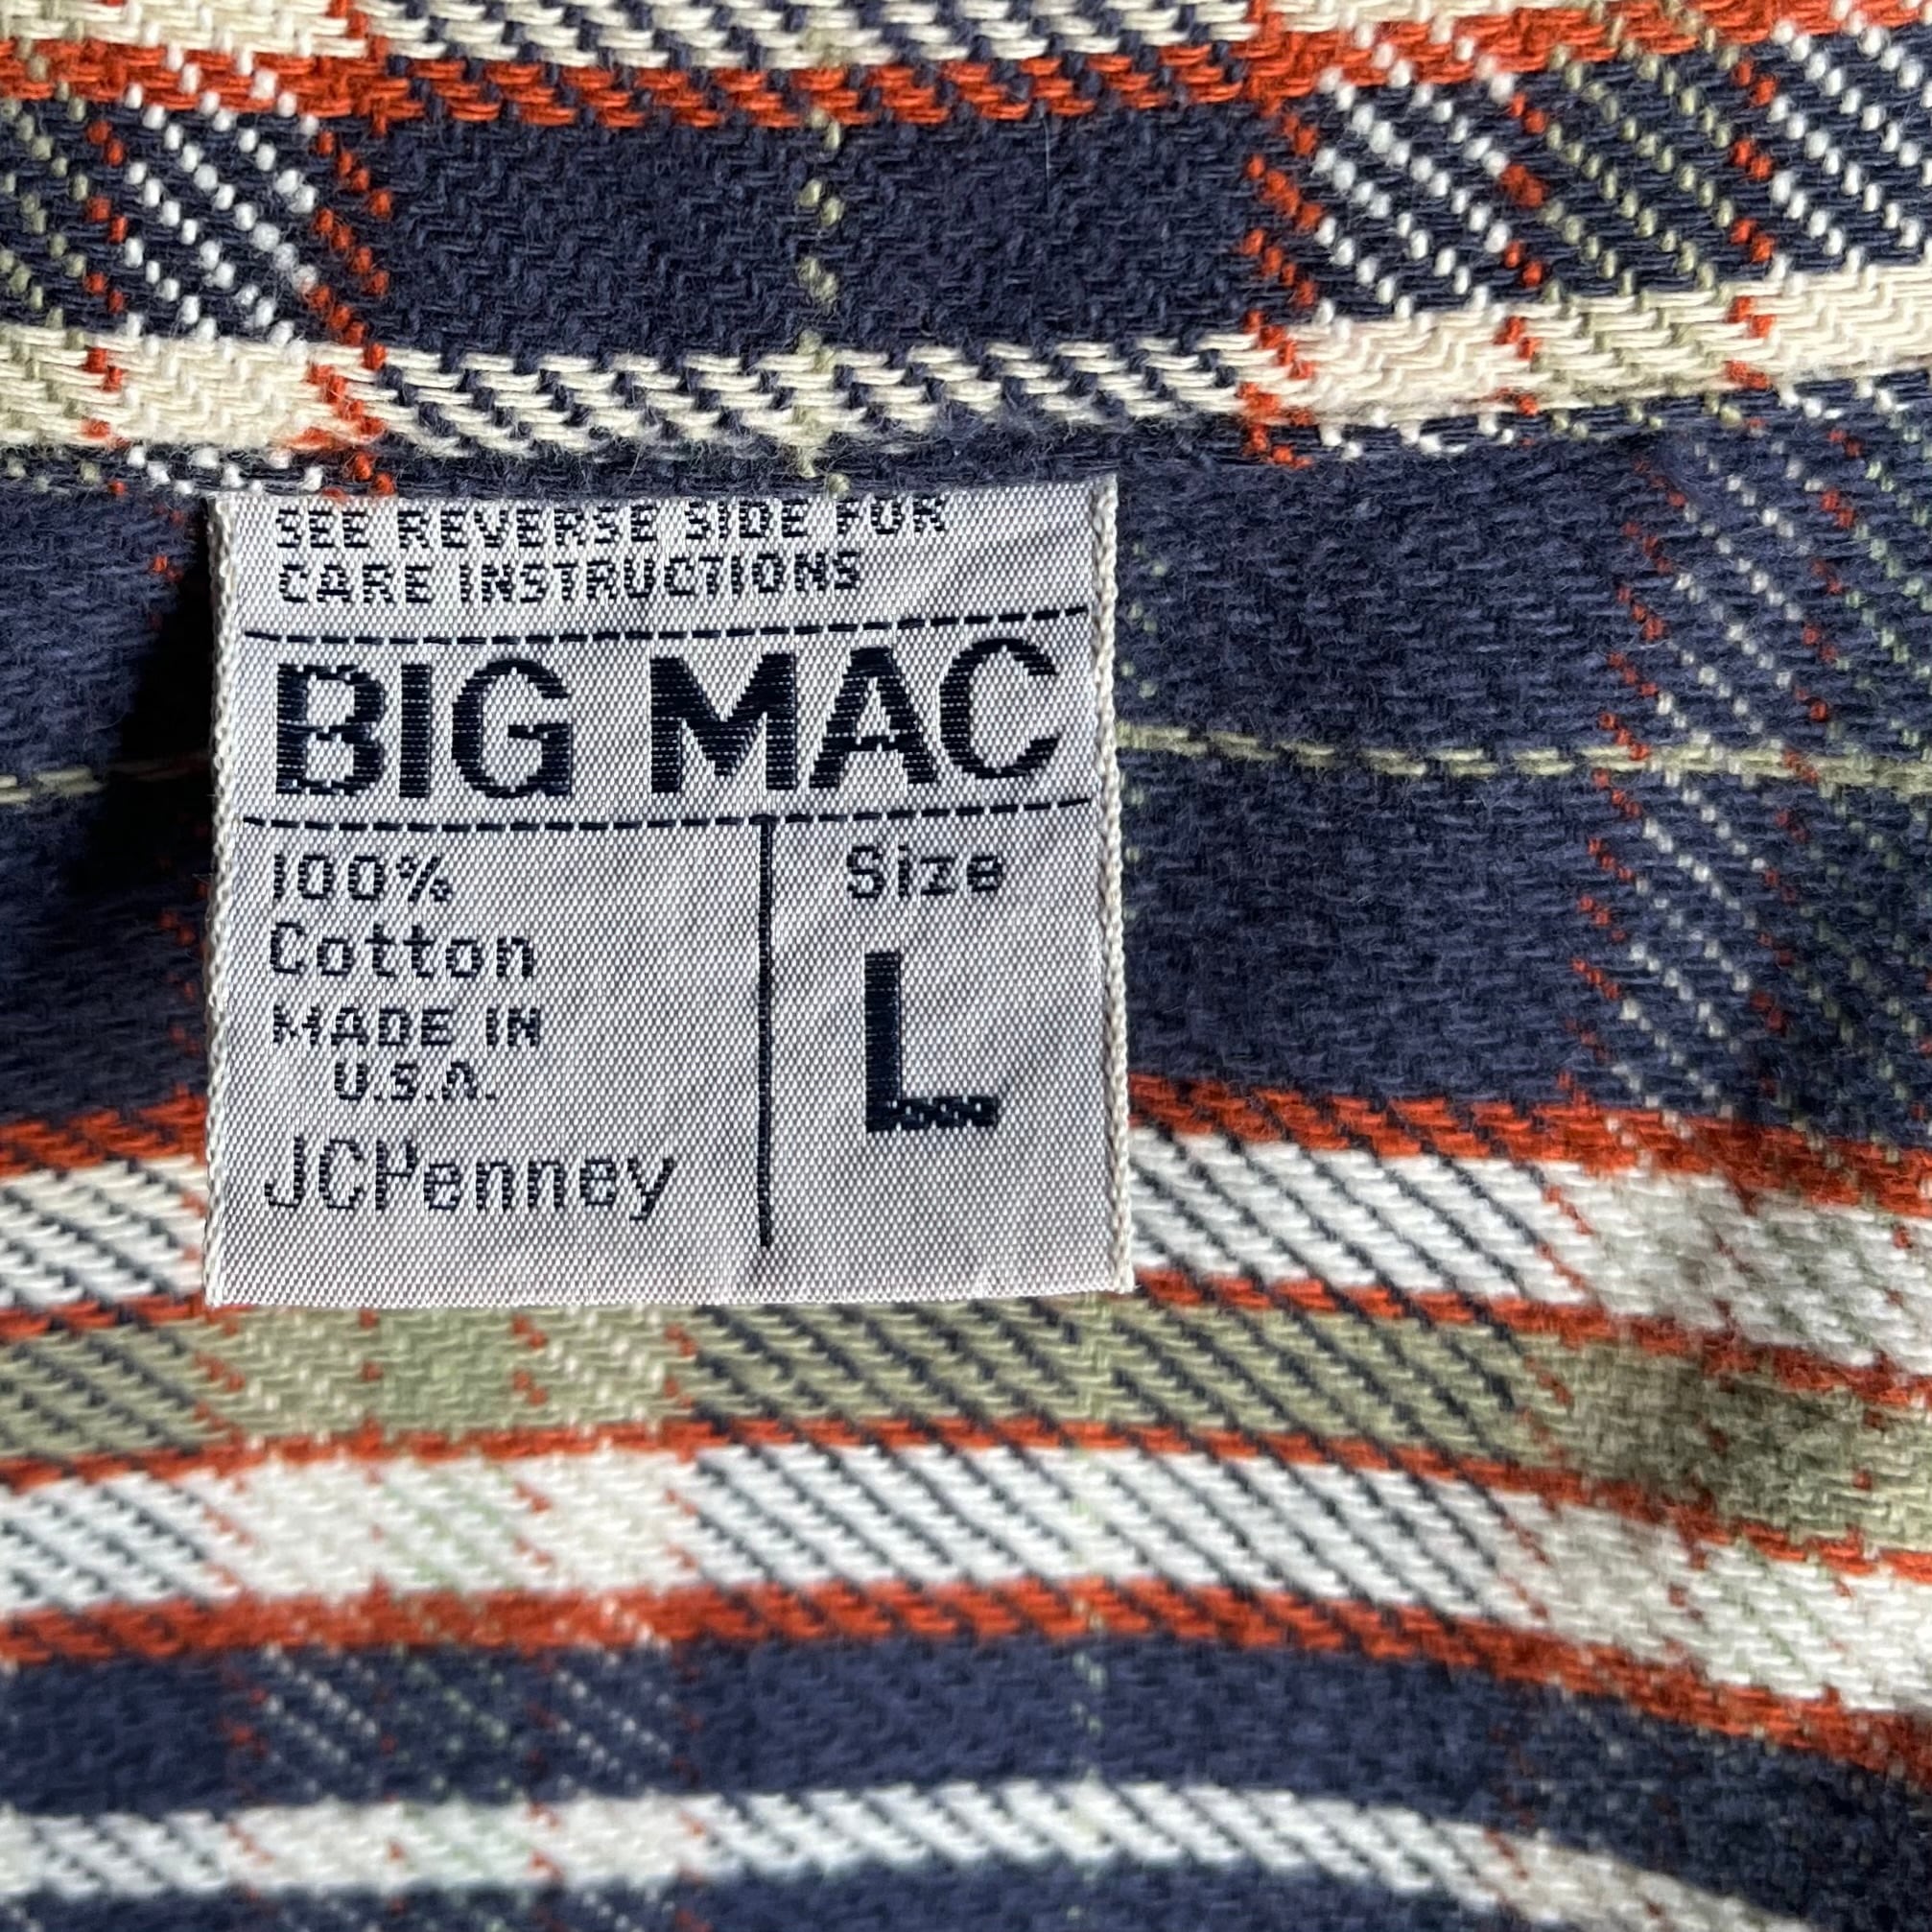 SEE REVERSE SIDE FOR
CARE INSTRUCTIONS
BIG MAC
100%
Cotton
MADE IN
U.S.A.
JCPenney
Size
L